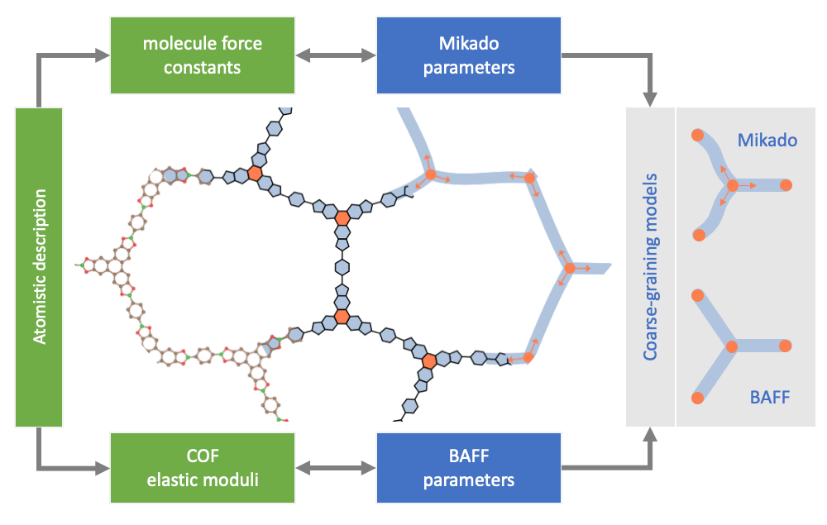 molecule force
constants
Mikado
parameters
Atomistic description
Coarse-graining models
Mikado
BAFF
COF
elastic moduli
BAFF
parameters